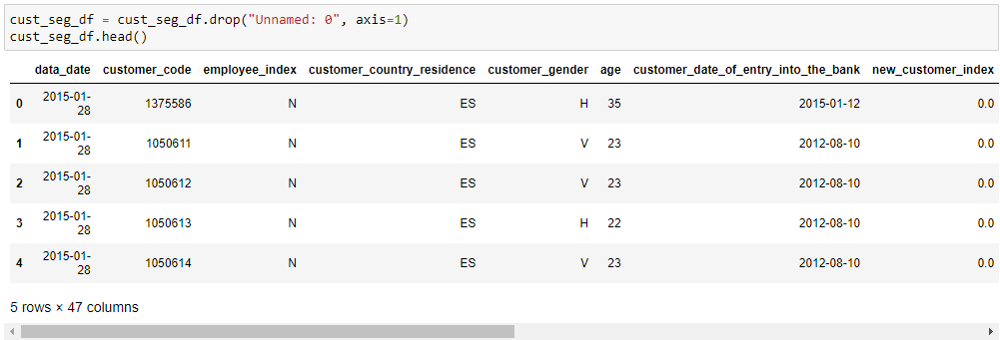 cust_seg_df = cust_seg_df.drop("Unnamed: 0", axis=1)
cust_seg_df.head()
data_date customer_code employee_index customer_country_residence customer_gender age customer_date_of_entry_into_the_bank new_customer_index
0 2015-01-28 1375586 N ES H 35 2015-01-12 0.0
1 2015-01-28 1050611 N ES V 23 2012-08-10 0.0
2 2015-01-28 1050612 N ES V 23 2012-08-10 0.0
3 2015-01-28 1050613 N ES H 22 2012-08-10 0.0
4 2015-01-28 1050614 N ES V 23 2012-08-10 0.0
5 rows × 47 columns